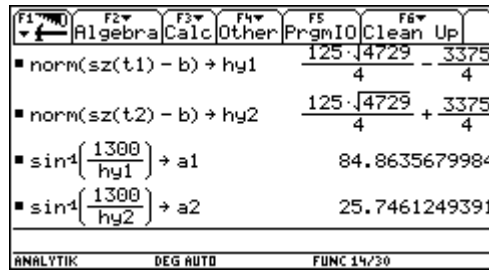 F1 F2 F3 F4 F5 F6
Algebra Calc Other PrgmIO Clean Up
▪ norm(sz(t1) - b) → hy1 125·√4729/4 - 3375/4
▪ norm(sz(t2) - b) → hy2 125·√4729/4 + 3375/4
▪ sin⁻¹(1300/hy1) → a1 84.8635679984
▪ sin⁻¹(1300/hy2) → a2 25.7461249391
ANALYTIK DEG AUTO FUNC 14/30